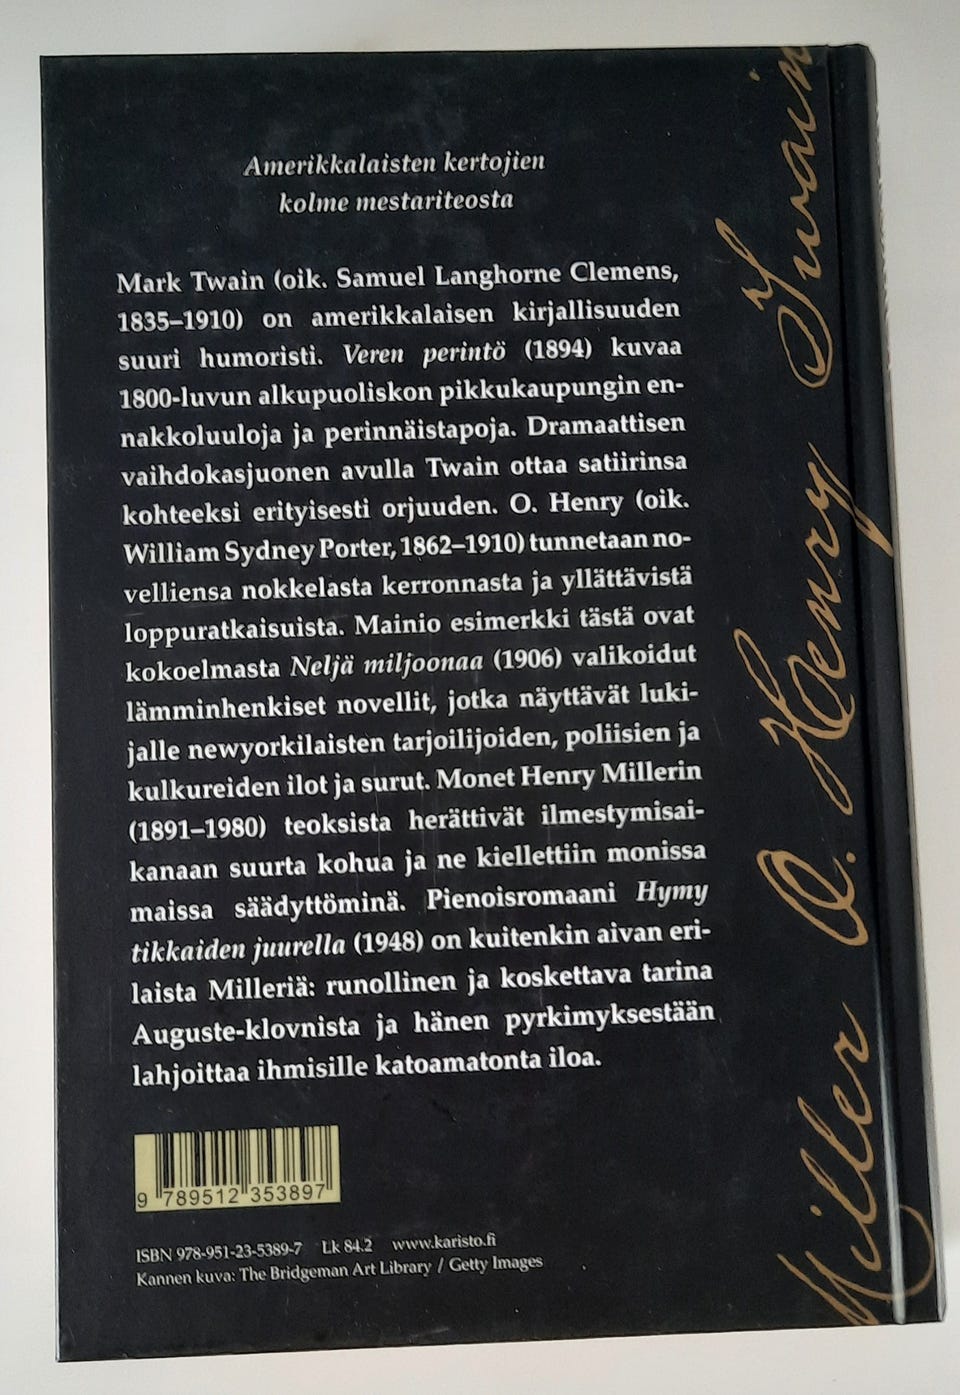 Amerikkalaisten kertojien
kolme mestariteosta
Mark Twain (oik. Samuel Langhorne Clemens,
1835–1910) on amerikkalaisen kirjallisuuden
suuri humoristi. Veren perintö (1894) kuvaa
1800-luvun alkupuoliskon pikkukaupungin en-
nakkoluuloja ja perinnäistapoja. Dramaattisen
vaihdokasjuonen avulla Twain ottaa satiirinsa
kohteeksi erityisesti orjuuden. O. Henry (oik.
William Sydney Porter, 1862–1910) tunnetaan no-
velliensa nokkelasta kerronnasta ja yllättävistä
loppuratkaisuista. Mainio esimerkki tästä ovat
kokoelmasta Neljä miljoonaa (1906) valikoidut
lämminhenkiset novellit, jotka näyttävät luki-
jalle newyorkilaisten tarjoilijoiden, poliisien ja
kulkureiden ilot ja surut. Monet Henry Millerin
(1891–1980) teoksista herättivät ilmestymisai-
kanaan suurta kohua ja ne kiellettiin monissa
maissa säädyttöminä. Pienoisromaani Hymy
tikkaiden juurella (1948) on kuitenkin aivan eri-
laista Milleriä: runollinen ja koskettava tarina
Auguste-klovnista ja hänen pyrkimyksestään
lahjoittaa ihmisille katoamatonta iloa.
9 789512 353897
ISBN 978-951-23-5389-7 Lk 84.2 www.karisto.fi
Kannen kuva: The Bridgeman Art Library / Getty Images
Miller O. Henry Twain